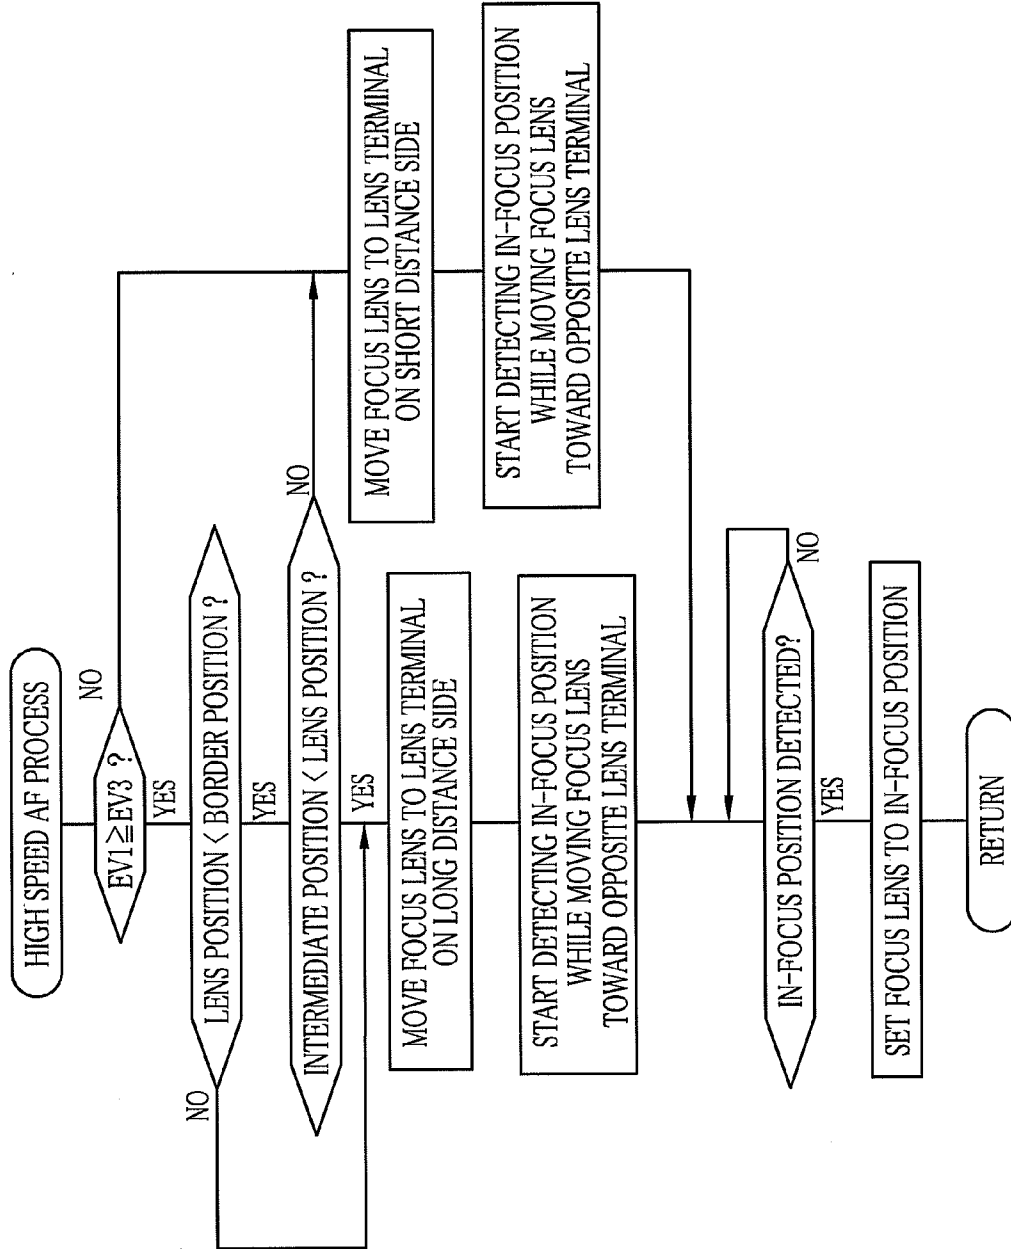 HIGH SPEED AF PROCESS
EV1≧EV3 ?
NO
YES
LENS POSITION < BORDER POSITION ?
NO
YES
INTERMEDIATE POSITION < LENS POSITION ?
NO
YES
MOVE FOCUS LENS TO LENS TERMINAL
ON LONG DISTANCE SIDE
START DETECTING IN-FOCUS POSITION
WHILE MOVING FOCUS LENS
TOWARD OPPOSITE LENS TERMINAL
MOVE FOCUS LENS TO LENS TERMINAL
ON SHORT DISTANCE SIDE
START DETECTING IN-FOCUS POSITION
WHILE MOVING FOCUS LENS
TOWARD OPPOSITE LENS TERMINAL
IN-FOCUS POSITION DETECTED?
NO
YES
SET FOCUS LENS TO IN-FOCUS POSITION
RETURN